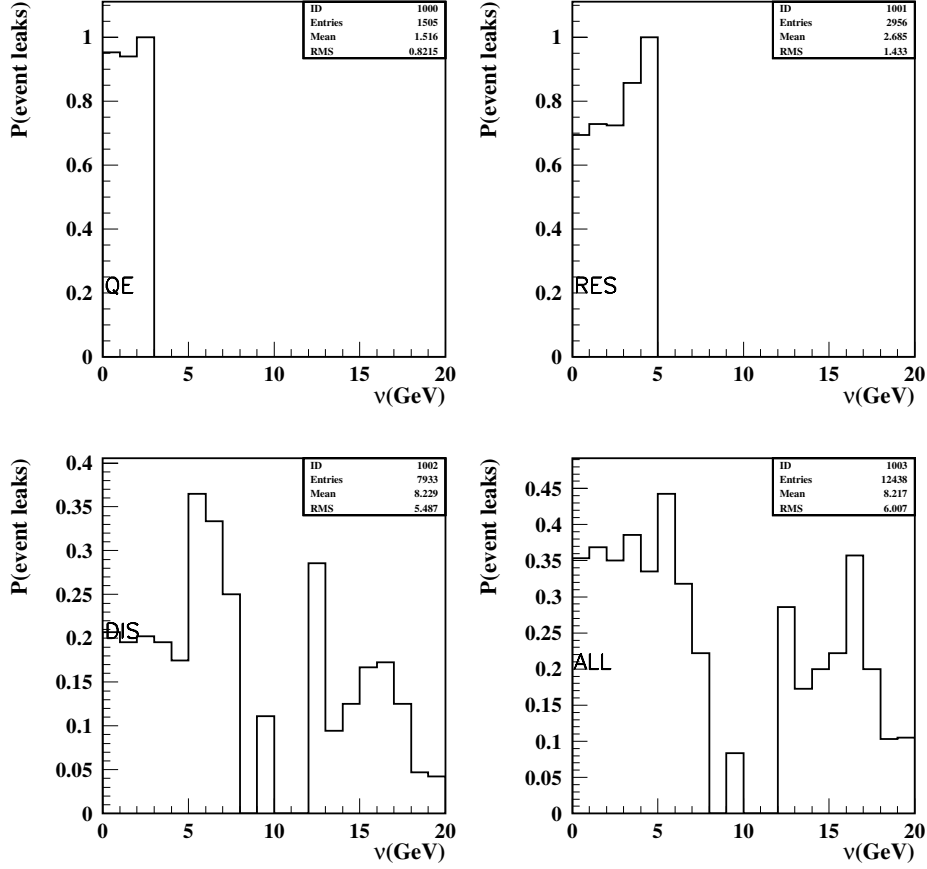 ID 1000
Entries 1505
Mean 1.516
RMS 0.8215
P(event leaks)
1
0.8
0.6
0.4
QE
0.2
0
0 5 10 15 20
ν(GeV)
ID 1001
Entries 2956
Mean 2.685
RMS 1.433
P(event leaks)
1
0.8
0.6
0.4
RES
0.2
0
0 5 10 15 20
ν(GeV)
ID 1002
Entries 7933
Mean 8.229
RMS 5.487
P(event leaks)
0.4
0.35
0.3
0.25
0.2
DIS
0.15
0.1
0.05
0
0 5 10 15 20
ν(GeV)
ID 1003
Entries 12438
Mean 8.217
RMS 6.007
P(event leaks)
0.45
0.4
0.35
0.3
0.25
0.2
ALL
0.15
0.1
0.05
0
0 5 10 15 20
ν(GeV)